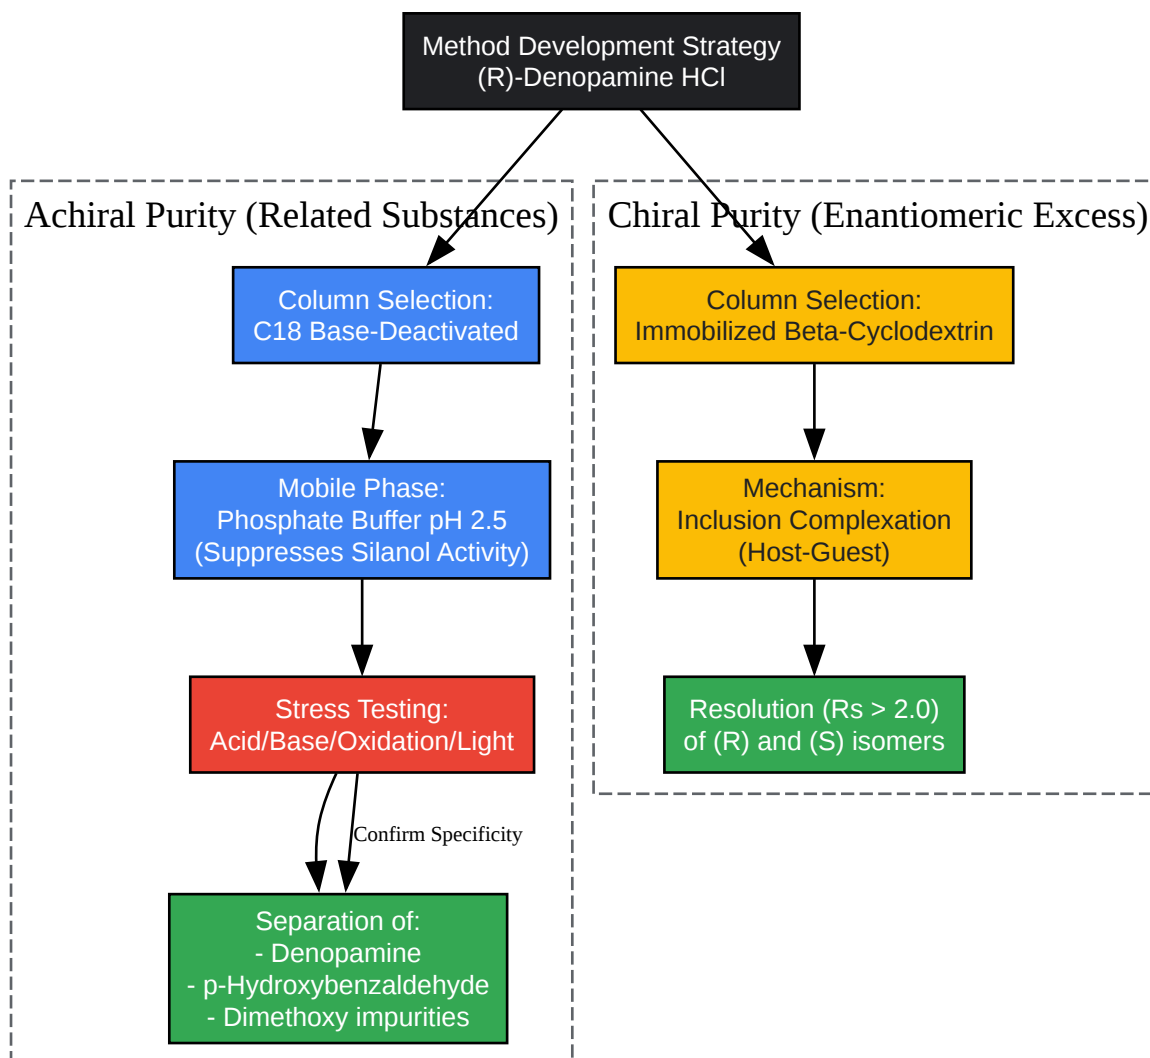 Method Development Strategy
(R)-Denopamine HCl
Achiral Purity (Related Substances)
Column Selection:
C18 Base-Deactivated
Mobile Phase:
Phosphate Buffer pH 2.5
(Suppresses Silanol Activity)
Stress Testing:
Acid/Base/Oxidation/Light
Confirm Specificity
Separation of:
- Denopamine
- p-Hydroxybenzaldehyde
- Dimethoxy impurities
Chiral Purity (Enantiomeric Excess)
Column Selection:
Immobilized Beta-Cyclodextrin
Mechanism:
Inclusion Complexation
(Host-Guest)
Resolution (Rs > 2.0)
of (R) and (S) isomers